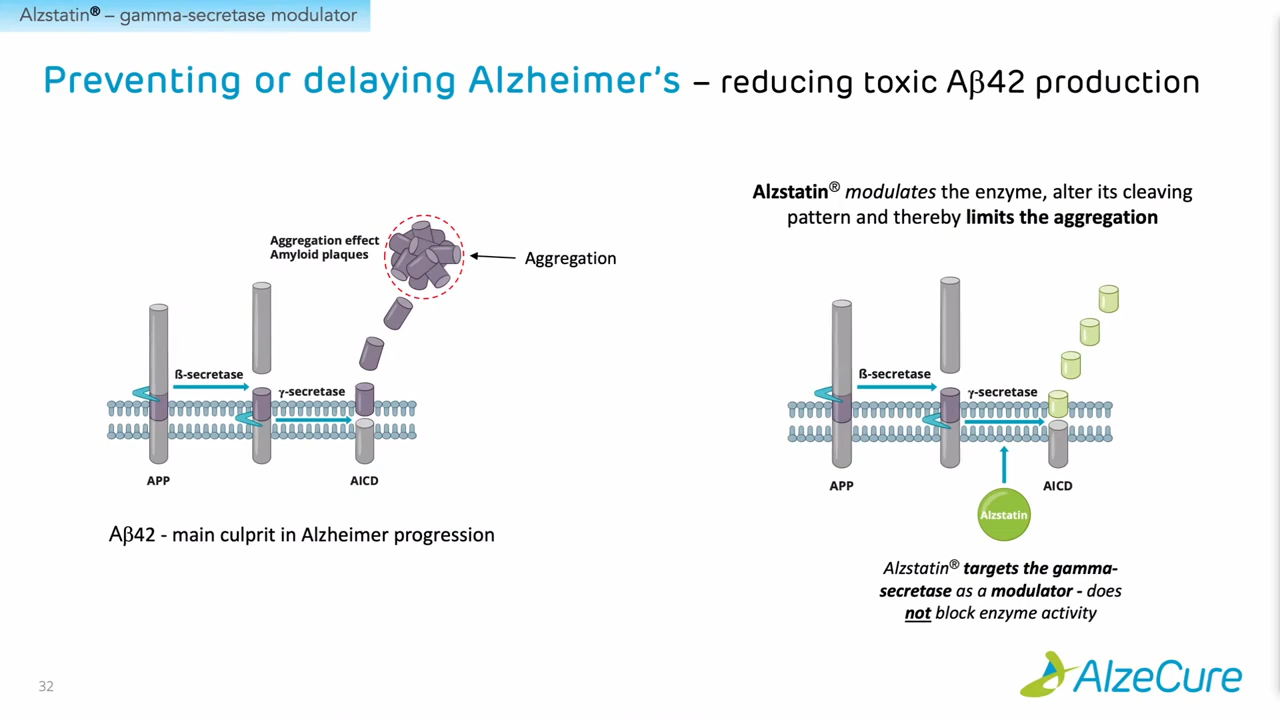 Alzstatin® – gamma-secretase modulator
Preventing or delaying Alzheimer's – reducing toxic Aβ42 production
Aggregation effect
Amyloid plaques
Aggregation
ß-secretase
γ-secretase
APP
AICD
Aβ42 - main culprit in Alzheimer progression
Alzstatin® modulates the enzyme, alter its cleaving
pattern and thereby limits the aggregation
ß-secretase
γ-secretase
APP
AICD
Alzstatin
Alzstatin® targets the gamma-
secretase as a modulator - does
not block enzyme activity
32
AlzeCure